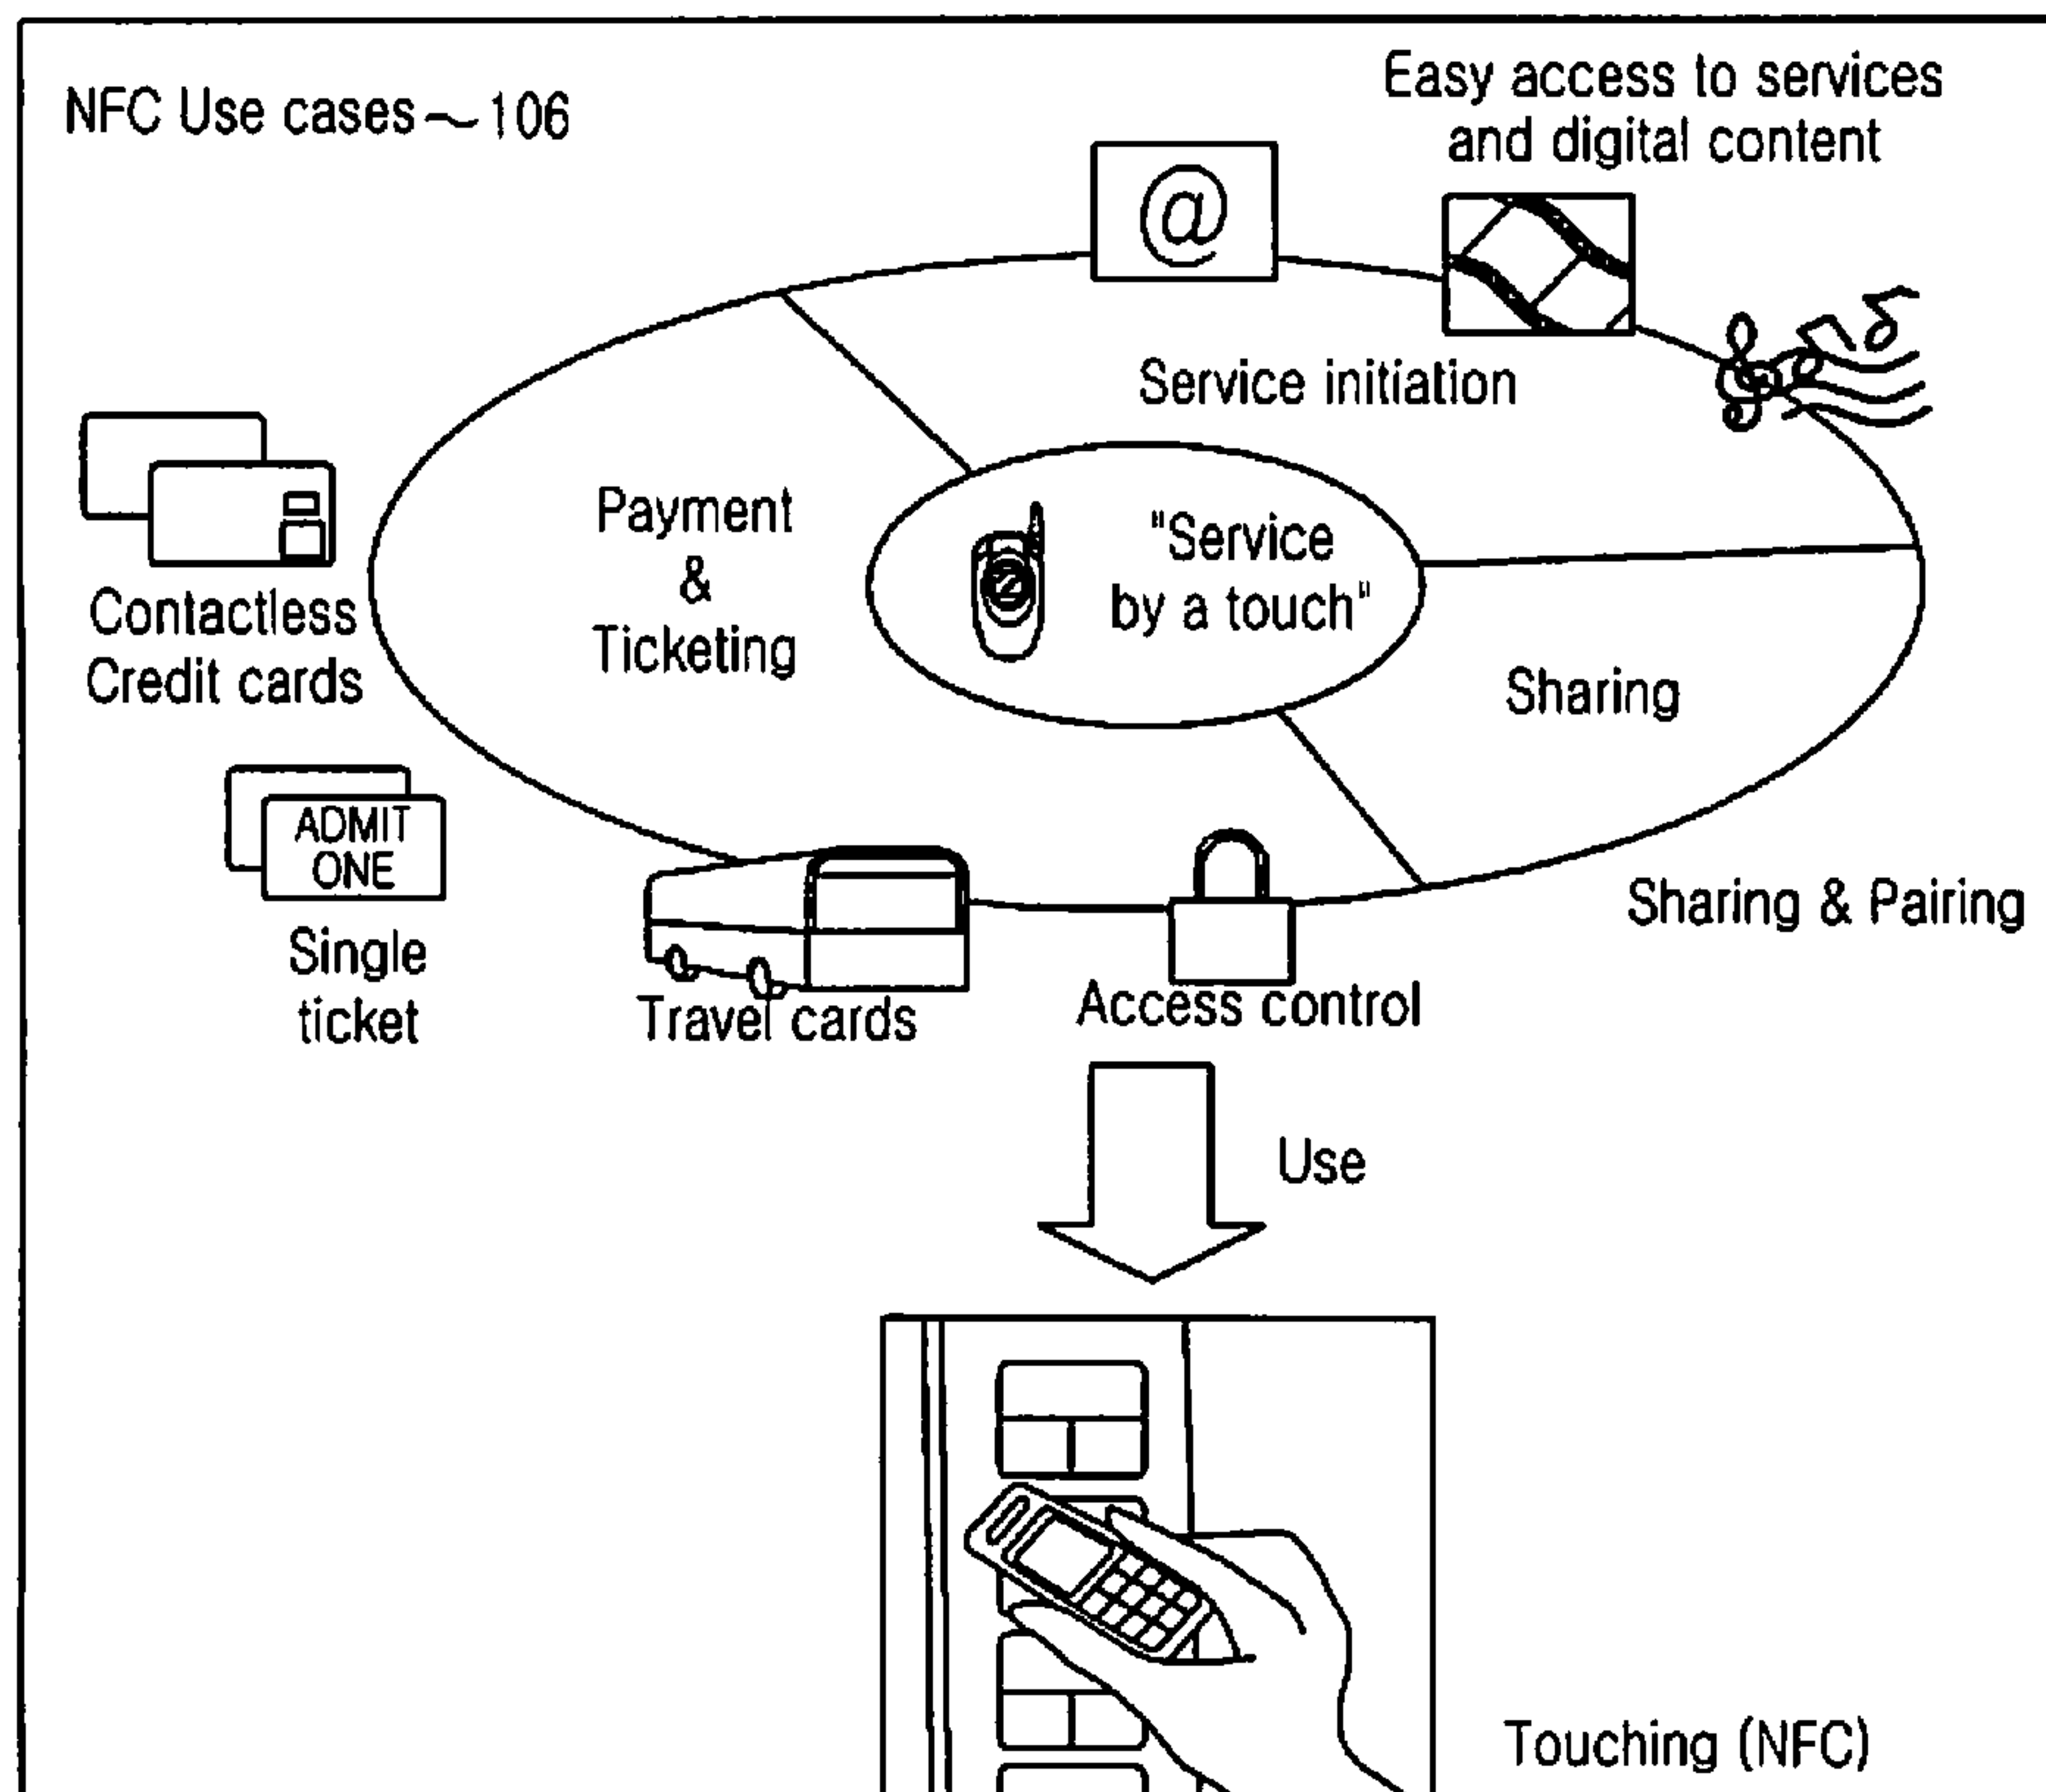 NFC Use cases ~ 106
Easy access to services
and digital content
@
Service initiation
Payment
&
Ticketing
"Service
by a touch"
Contactless
Credit cards
Sharing
ADMIT
ONE
Single
ticket
Travel cards
Access control
Sharing & Pairing
Use
Touching (NFC)